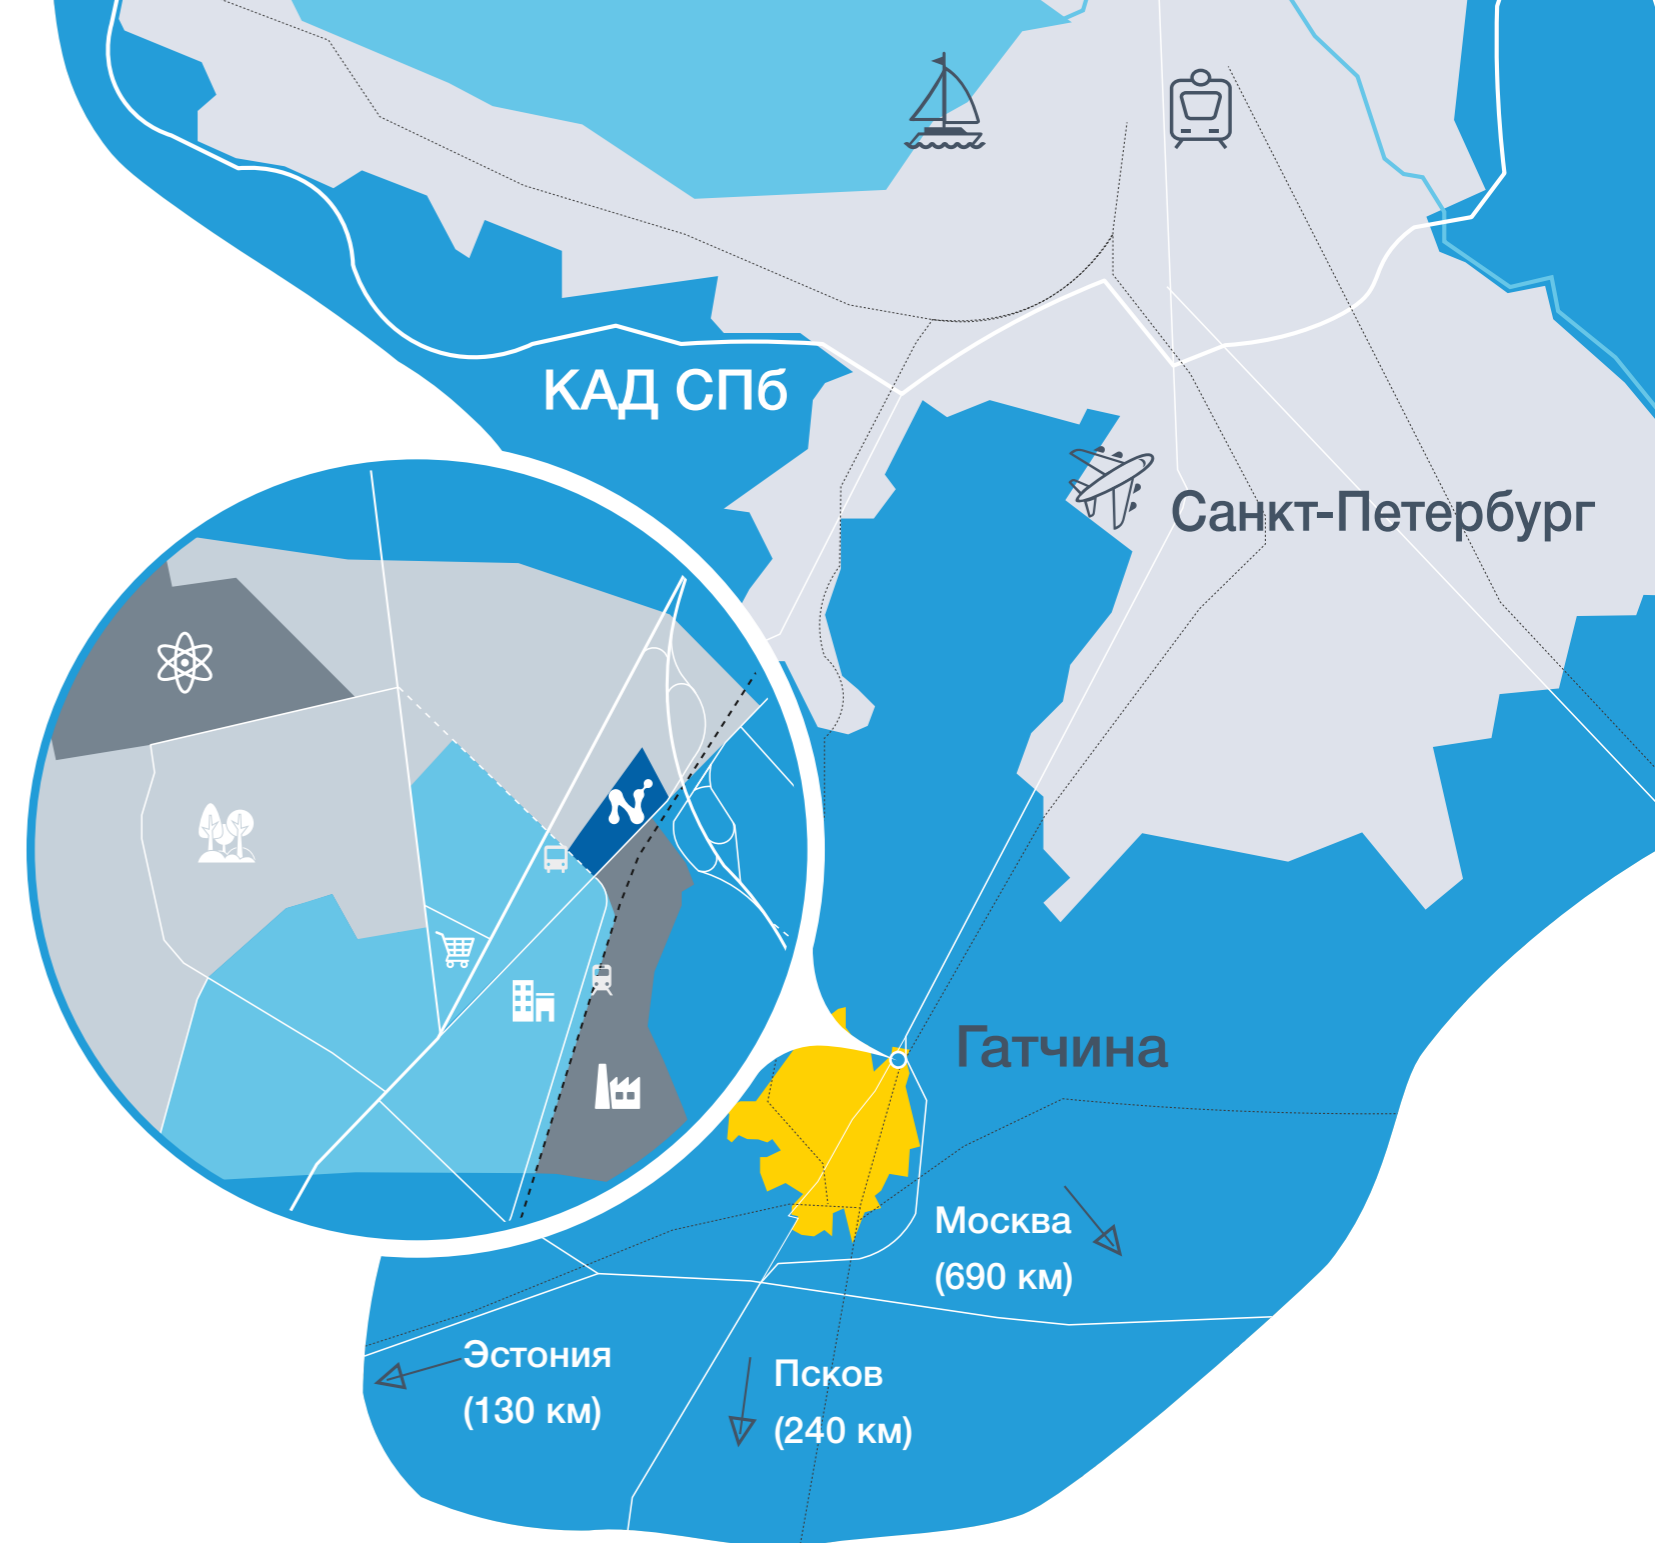 КАД СПб
Санкт-Петербург
Гатчина
Москва
(690 км)
Эстония
(130 км)
Псков
(240 км)